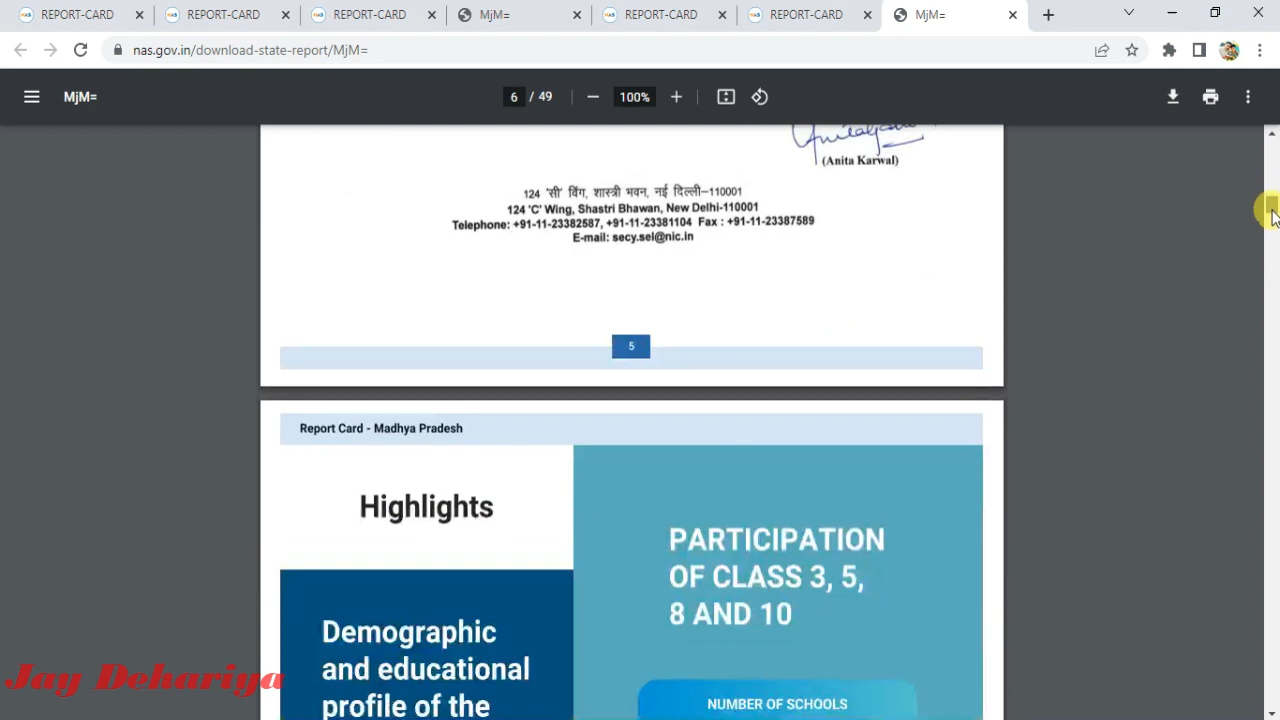 REPORT-CARD
REPORT-CARD
REPORT-CARD
MjM=
REPORT-CARD
REPORT-CARD
MjM=
nas.gov.in/download-state-report/MjM=
MjM=
6 / 49
100%
(Anita Karwal)
124 'सी' विंग, शास्त्री भवन, नई दिल्ली–110001
124 'C' Wing, Shastri Bhawan, New Delhi-110001
Telephone: +91-11-23382587, +91-11-23381104 Fax : +91-11-23387589
E-mail: secy.sel@nic.in
5
Report Card - Madhya Pradesh
Highlights
PARTICIPATION
OF CLASS 3, 5,
8 AND 10
Demographic
and educational
profile of the
NUMBER OF SCHOOLS
Jay Dehariya